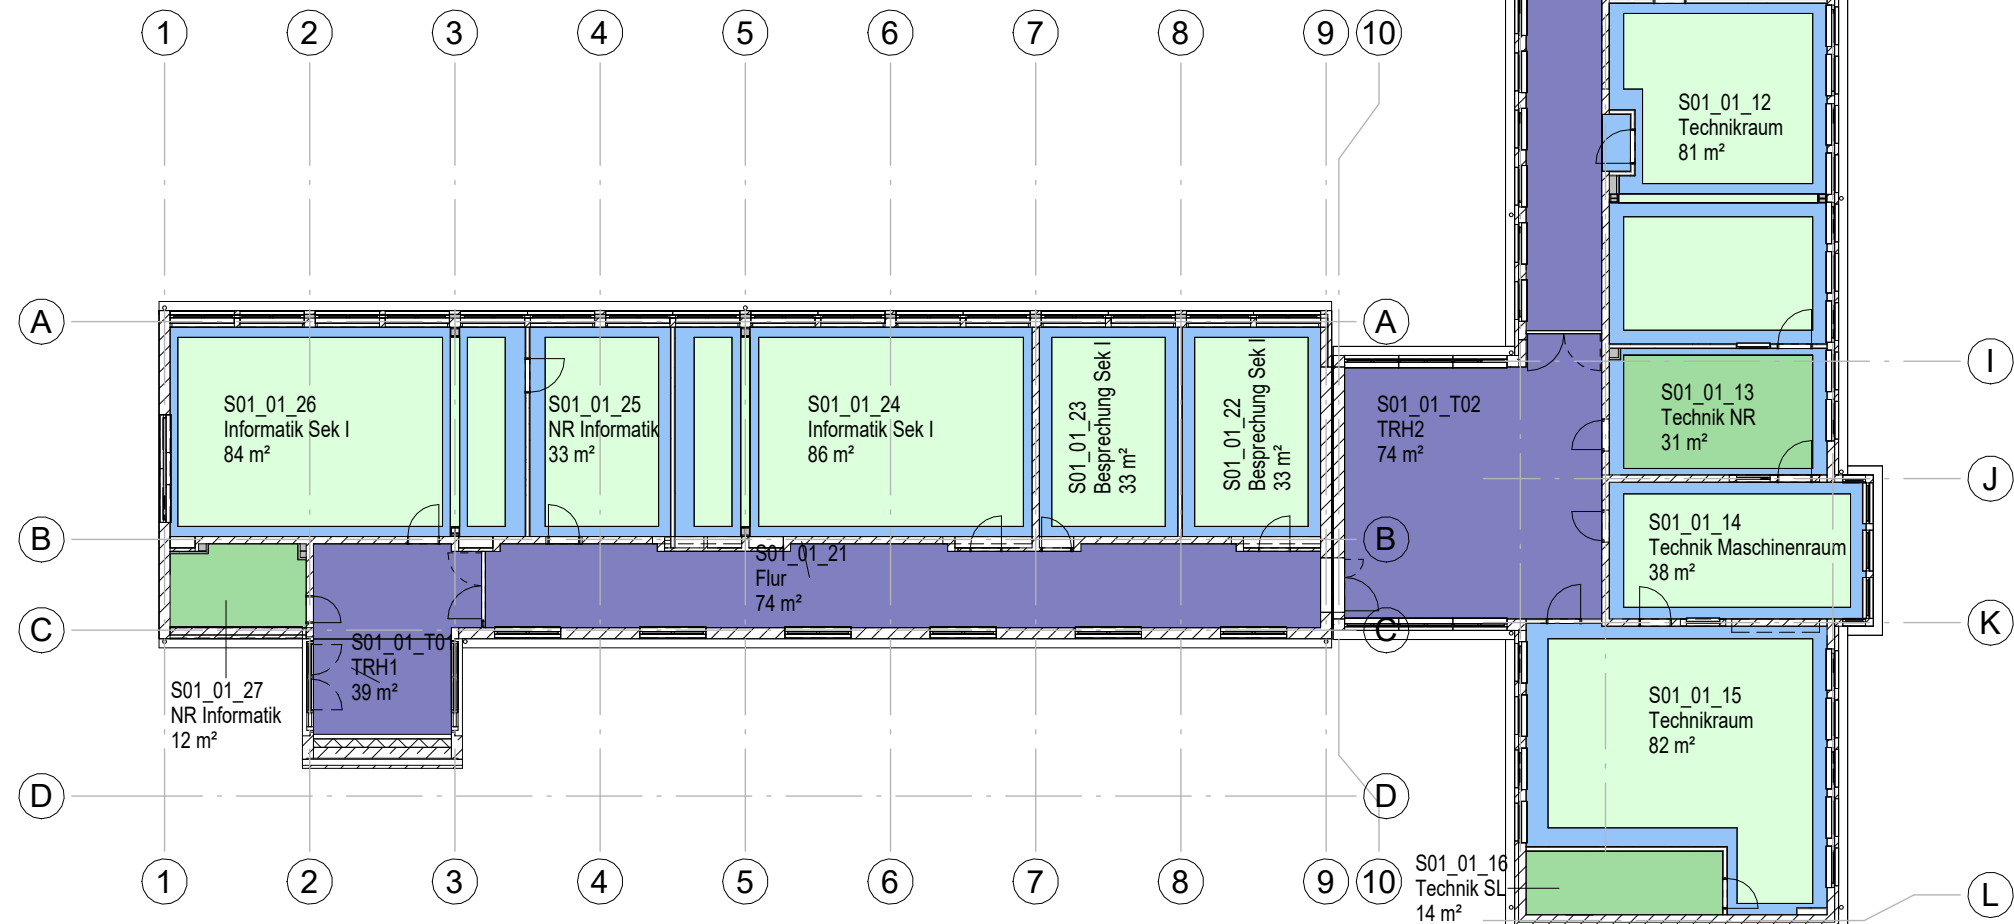 1 2 3 4 5 6 7 8 9 10
S01_01_12
Technikraum
81 m²
A
A
I
S01_01_26
Informatik Sek I
84 m²
S01_01_25
NR Informatik
33 m²
S01_01_24
Informatik Sek I
86 m²
S01_01_23
Besprechung Sek I
33 m²
S01_01_22
Besprechung Sek I
33 m²
S01_01_T02
TRH2
74 m²
S01_01_13
Technik NR
31 m²
J
B
B
S01_01_21
Flur
74 m²
S01_01_14
Technik Maschinenraum
38 m²
C
C
K
S01_01_T01
TRH1
39 m²
S01_01_27
NR Informatik
12 m²
S01_01_15
Technikraum
82 m²
D
D
S01_01_16
Technik SL
14 m²
1 2 3 4 5 6 7 8 9 10
L